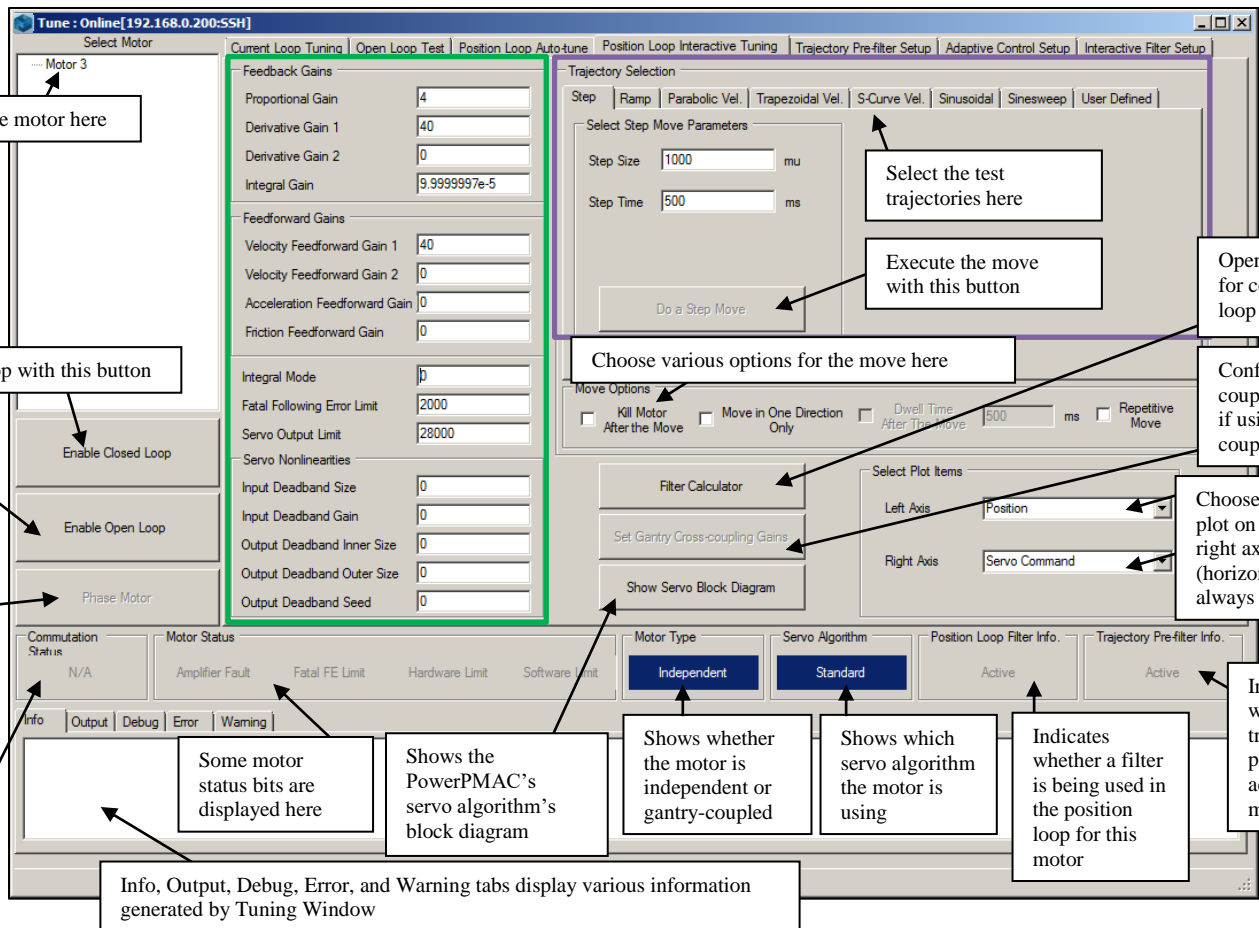 Tune : Online[192.168.0.200:SSH]
Select Motor
Motor 3
motor here
with this button
Enable Closed Loop
Enable Open Loop
Phase Motor
Current Loop Tuning
Open Loop Test
Position Loop Auto-tune
Position Loop Interactive Tuning
Trajectory Pre-filter Setup
Adaptive Control Setup
Interactive Filter Setup
Feedback Gains
Proportional Gain 4
Derivative Gain 1 40
Derivative Gain 2 0
Integral Gain 9.9999997e-5
Feedforward Gains
Velocity Feedforward Gain 1 40
Velocity Feedforward Gain 2 0
Acceleration Feedforward Gain 0
Friction Feedforward Gain 0
Integral Mode 0
Fatal Following Error Limit 2000
Servo Output Limit 28000
Servo Nonlinearities
Input Deadband Size 0
Input Deadband Gain 0
Output Deadband Inner Size 0
Output Deadband Outer Size 0
Output Deadband Seed 0
Trajectory Selection
Step
Ramp
Parabolic Vel.
Trapezoidal Vel.
S-Curve Vel.
Sinusoidal
Sinesweep
User Defined
Select Step Move Parameters
Step Size 1000 mu
Step Time 500 ms
Do a Step Move
Select the test
trajectories here
Execute the move
with this button
Choose various options for the move here
Move Options
Kill Motor
After the Move
Move in One Direction
Only
Dwell Time
After The Move
500 ms
Repetitive
Move
Filter Calculator
Set Gantry Cross-coupling Gains
Show Servo Block Diagram
Select Plot Items
Left Axis Position
Right Axis Servo Command
for
loop
if
Choose
plot on
right
always
Commutation
Status
N/A
Motor Status
Amplifier Fault
Fatal FE Limit
Hardware Limit
Software Limit
Motor Type
Independent
Servo Algorithm
Standard
Position Loop Filter Info.
Active
Trajectory Pre-filter Info.
Active
Info
Output
Debug
Error
Warning
Some motor
status bits are
displayed here
Shows the
PowerPMAC's
servo algorithm's
block diagram
Shows whether
the motor is
independent or
gantry-coupled
Shows which
servo algorithm
the motor is
using
Indicates
whether a filter
is being used in
the position
loop for this
motor
Info, Output, Debug, Error, and Warning tabs display various information
generated by Tuning Window